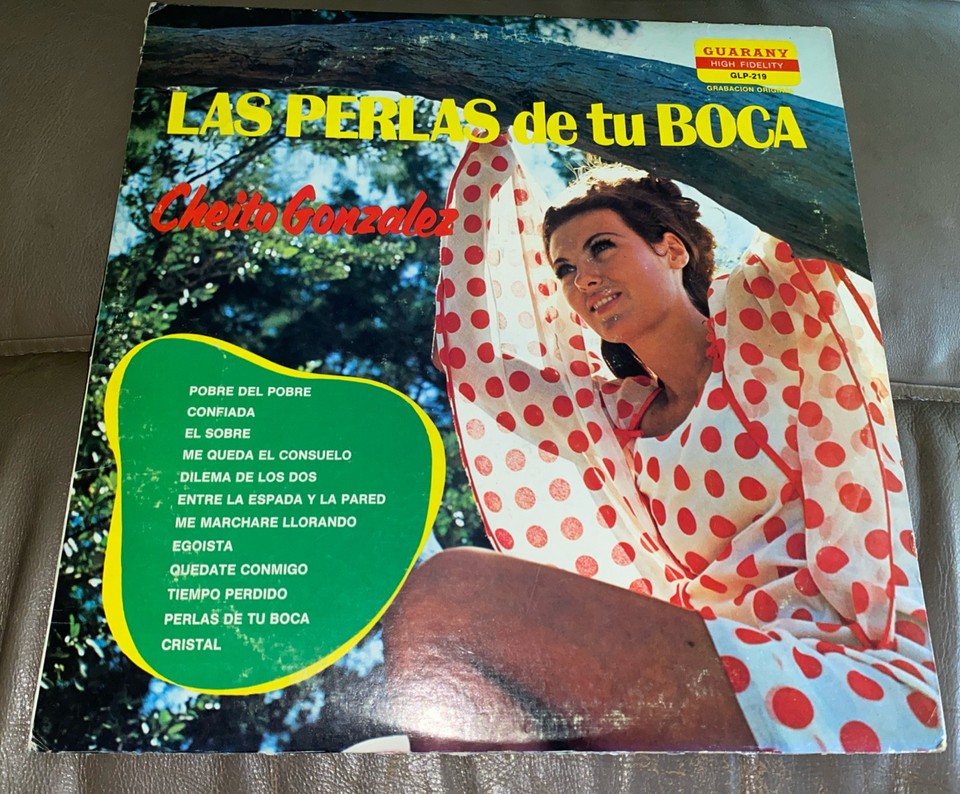 GUARANY
HIGH FIDELITY
GLP-219
GRABACION ORIGINAL
LAS PERLAS de tu BOCA
Cheito Gonzalez
POBRE DEL POBRE
CONFIADA
EL SOBRE
ME QUEDA EL CONSUELO
DILEMA DE LOS DOS
ENTRE LA ESPADA Y LA PARED
ME MARCHARE LLORANDO
EGOISTA
QUEDATE CONMIGO
TIEMPO PERDIDO
PERLAS DE TU BOCA
CRISTAL